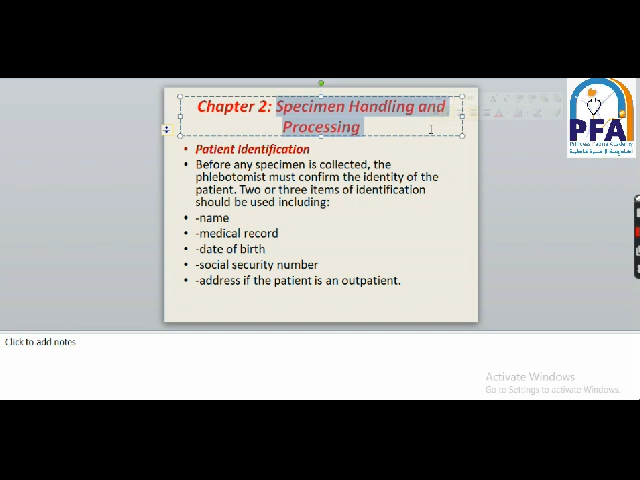 Chapter 2: Specimen Handling and
Processing
• Patient Identification
• Before any specimen is collected, the
phlebotomist must confirm the identity of the
patient. Two or three items of identification
should be used including:
• -name
• -medical record
• -date of birth
• -social security number
• -address if the patient is an outpatient.
PFA
Princess Fatma Academy
Click to add notes
Activate Windows
Go to Settings to activate Windows.